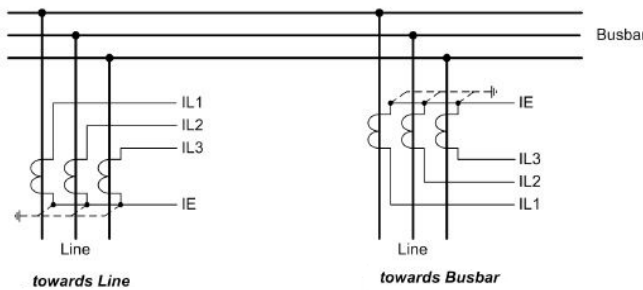 Busbar
IL1
IL2
IL3
IE
Line
towards Line
IE
IL3
IL2
IL1
Line
towards Busbar